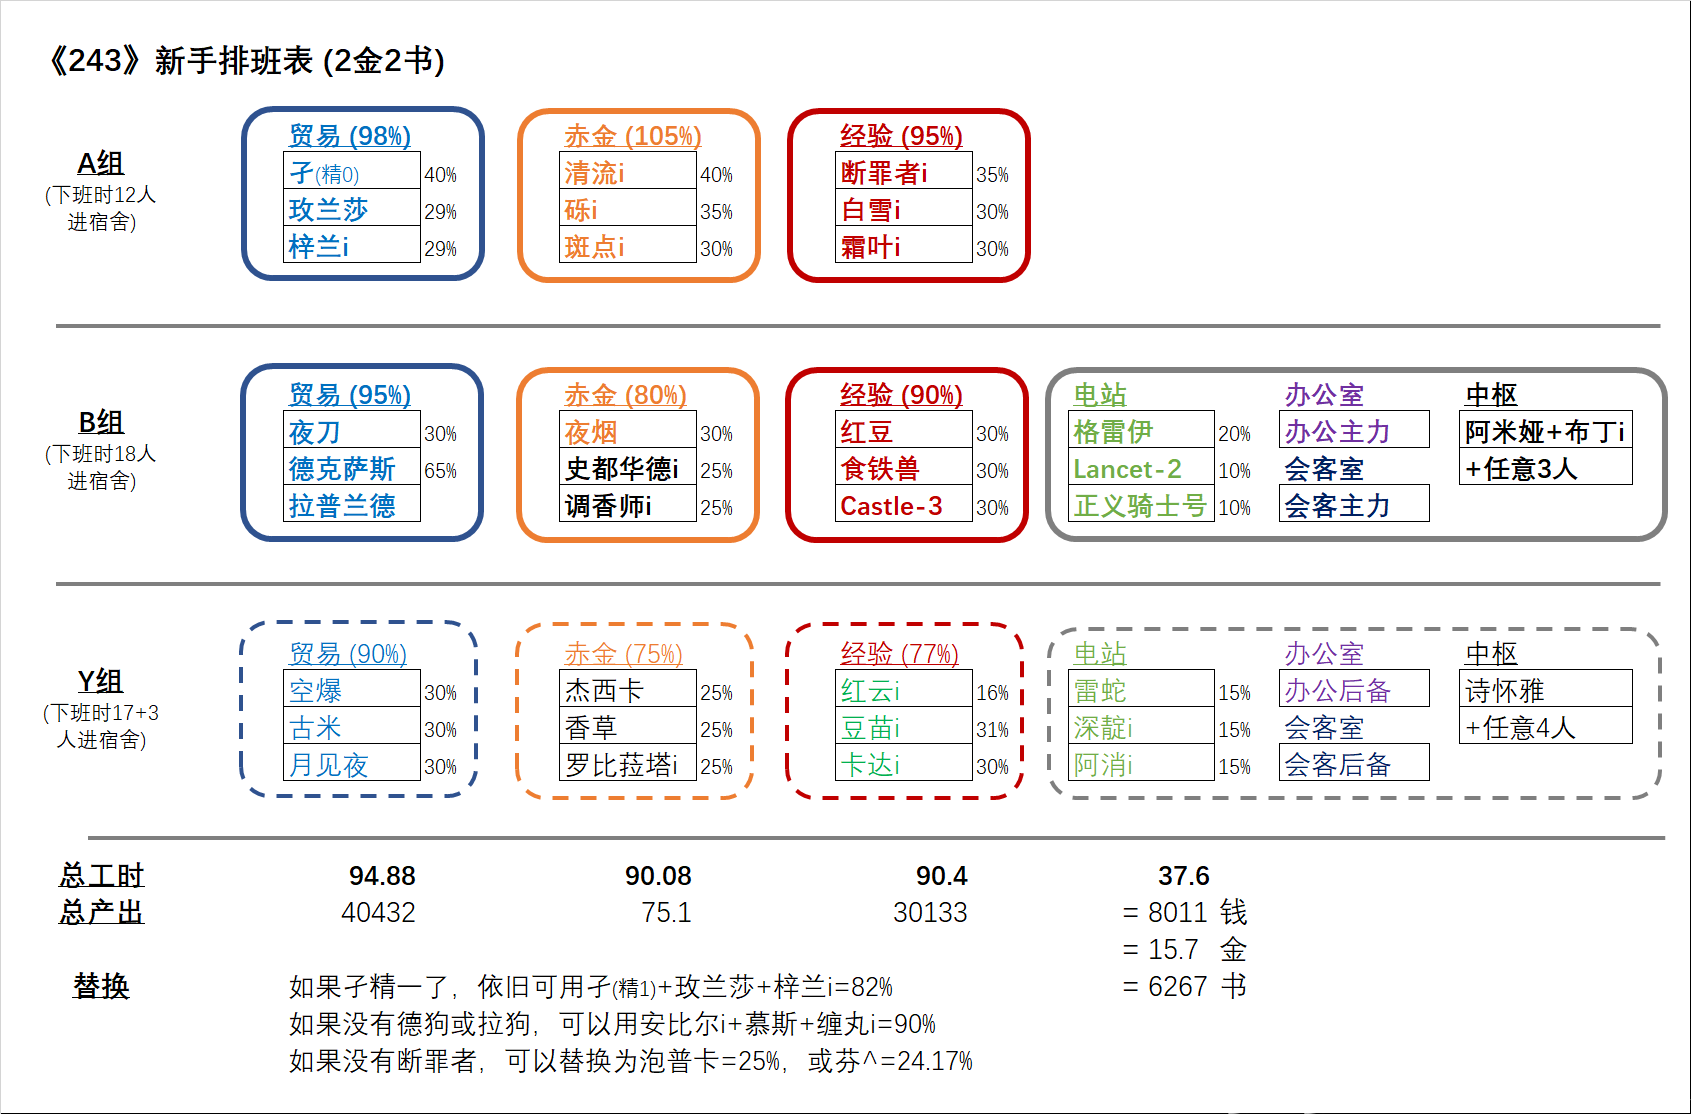 《243》新手排班表 (2金2书)
A组
(下班时12人
进宿舍)
贸易 (98%)
孑(精0) 40%
玫兰莎 29%
梓兰i 29%
赤金 (105%)
清流i 40%
砾i 35%
斑点i 30%
经验 (95%)
断罪者i 35%
白雪i 30%
霜叶i 30%
B组
(下班时18人
进宿舍)
贸易 (95%)
夜刀 30%
德克萨斯 65%
拉普兰德
赤金 (80%)
夜烟 30%
史都华德i 25%
调香师i 25%
经验 (90%)
红豆 30%
食铁兽 30%
Castle-3 30%
电站
格雷伊 20%
Lancet-2 10%
正义骑士号 10%
办公室
办公主力
会客室
会客主力
中枢
阿米娅+布丁i
+任意3人
Y组
(下班时17+3
人进宿舍)
贸易 (90%)
空爆 30%
古米 30%
月见夜 30%
赤金 (75%)
杰西卡 25%
香草 25%
罗比菈塔i 25%
经验 (77%)
红云i 16%
豆苗i 31%
卡达i 30%
电站
雷蛇 15%
深靛i 15%
阿消i 15%
办公室
办公后备
会客室
会客后备
中枢
诗怀雅
+任意4人
总工时 94.88 90.08 90.4 37.6
总产出 40432 75.1 30133 = 8011 钱
= 15.7 金
= 6267 书
替换
如果孑精一了，依旧可用孑(精1)+玫兰莎+梓兰i=82%
如果没有德狗或拉狗，可以用安比尔i+慕斯+缠丸i=90%
如果没有断罪者，可以替换为泡普卡=25%，或芬^=24.17%